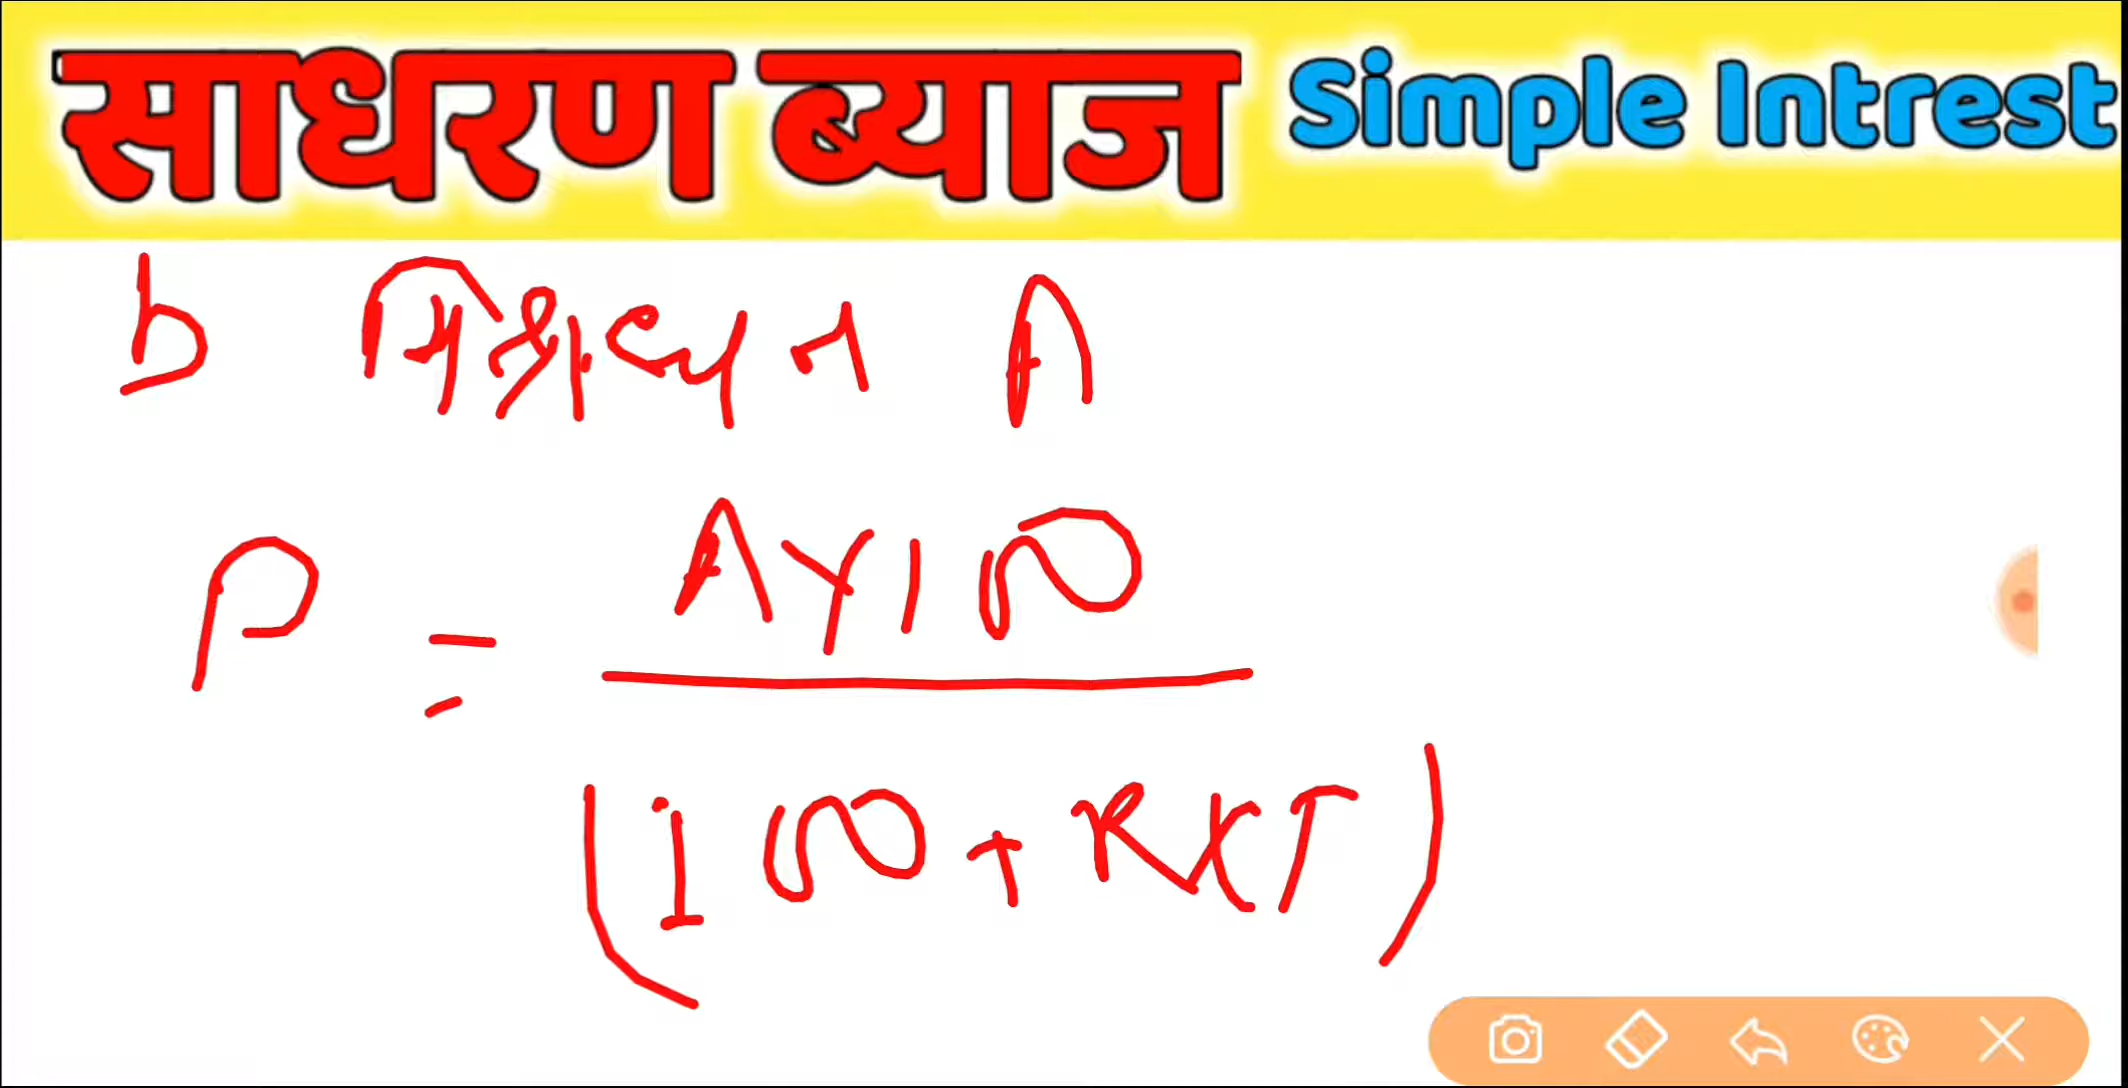 साधरण ब्याज Simple Intrest
b मिश्रधन A
P = A×100
(100 + R×T)